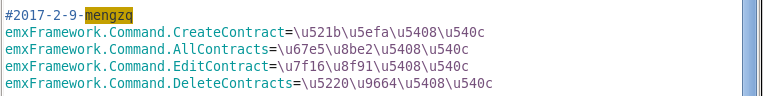 #2017-2-9-mengzq
emxFramework.Command.CreateContract=\u521b\u5efa\u5408\u540c
emxFramework.Command.AllContracts=\u67e5\u8be2\u5408\u540c
emxFramework.Command.EditContract=\u7f16\u8f91\u5408\u540c
emxFramework.Command.DeleteContracts=\u5220\u9664\u5408\u540c